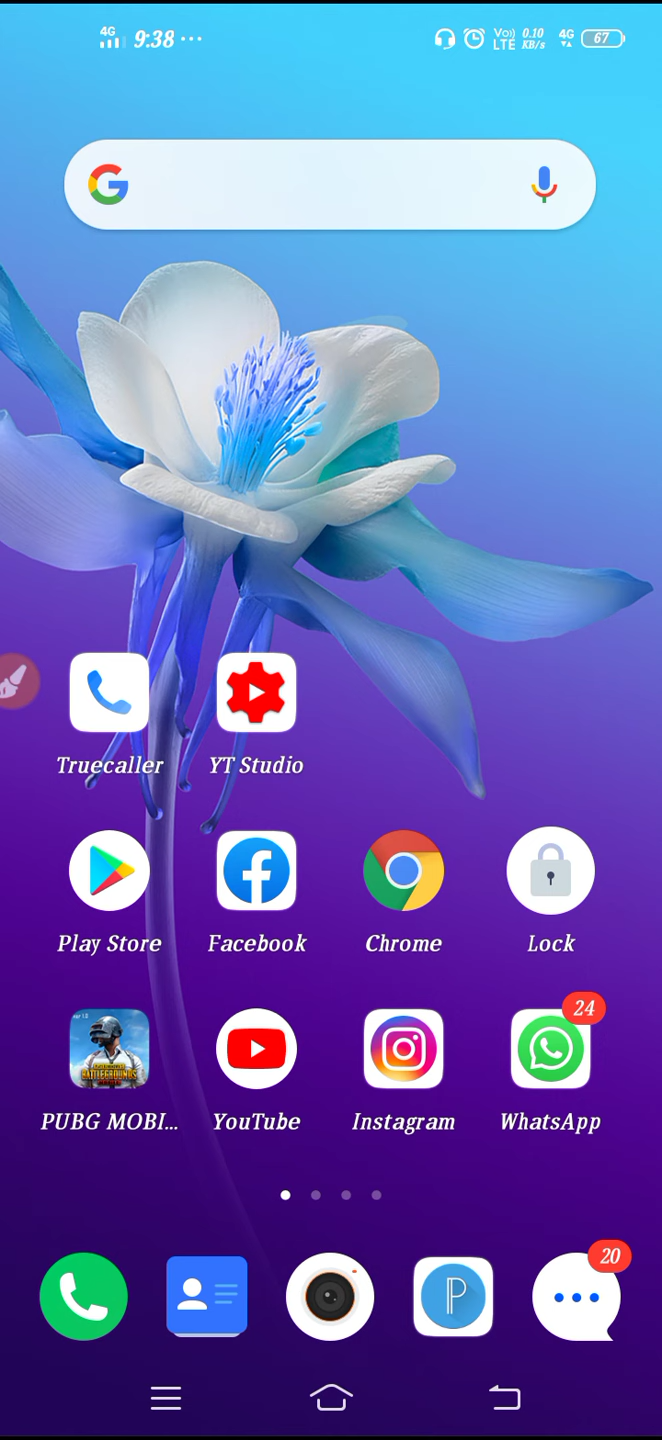 4G 9:38 ... Vo)) LTE 0.10 KB/s 4G 67
Truecaller YT Studio
Play Store Facebook Chrome Lock
24
PUBG MOBI... YouTube Instagram WhatsApp
20